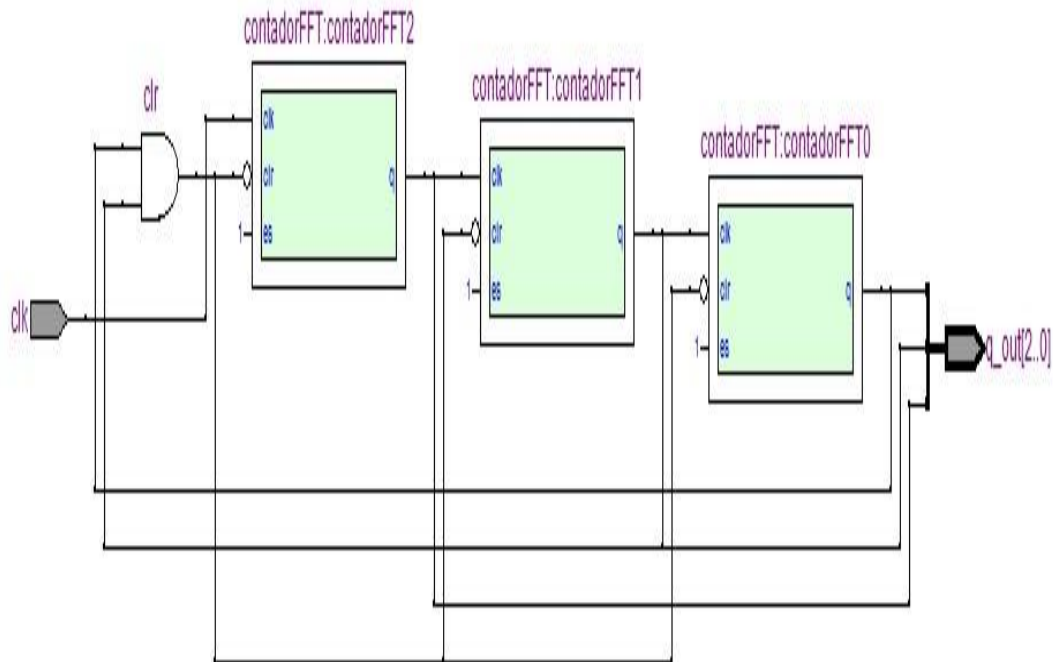 contadorFFT:contadorFFT2
clr
clk
clr
q
1
es
contadorFFT:contadorFFT1
clk
clr
q
1
es
contadorFFT:contadorFFT0
clk
clr
q
1
es
clk
q_out[2..0]